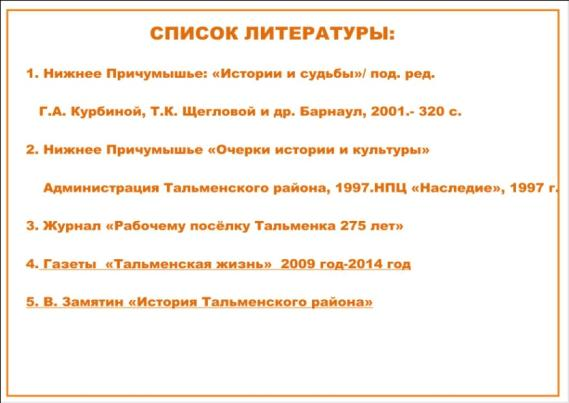 СПИСОК ЛИТЕРАТУРЫ:
1. Нижнее Причумышье: «Истории и судьбы»/ под. ред.
Г.А. Курбиной, Т.К. Щегловой и др. Барнаул, 2001.- 320 с.
2. Нижнее Причумышье «Очерки истории и культуры»
Администрация Тальменского района, 1997.НПЦ «Наследие», 1997 г.
3. Журнал «Рабочему посёлку Тальменка 275 лет»
4. Газеты «Тальменская жизнь» 2009 год-2014 год
5. В. Замятин «История Тальменского района»